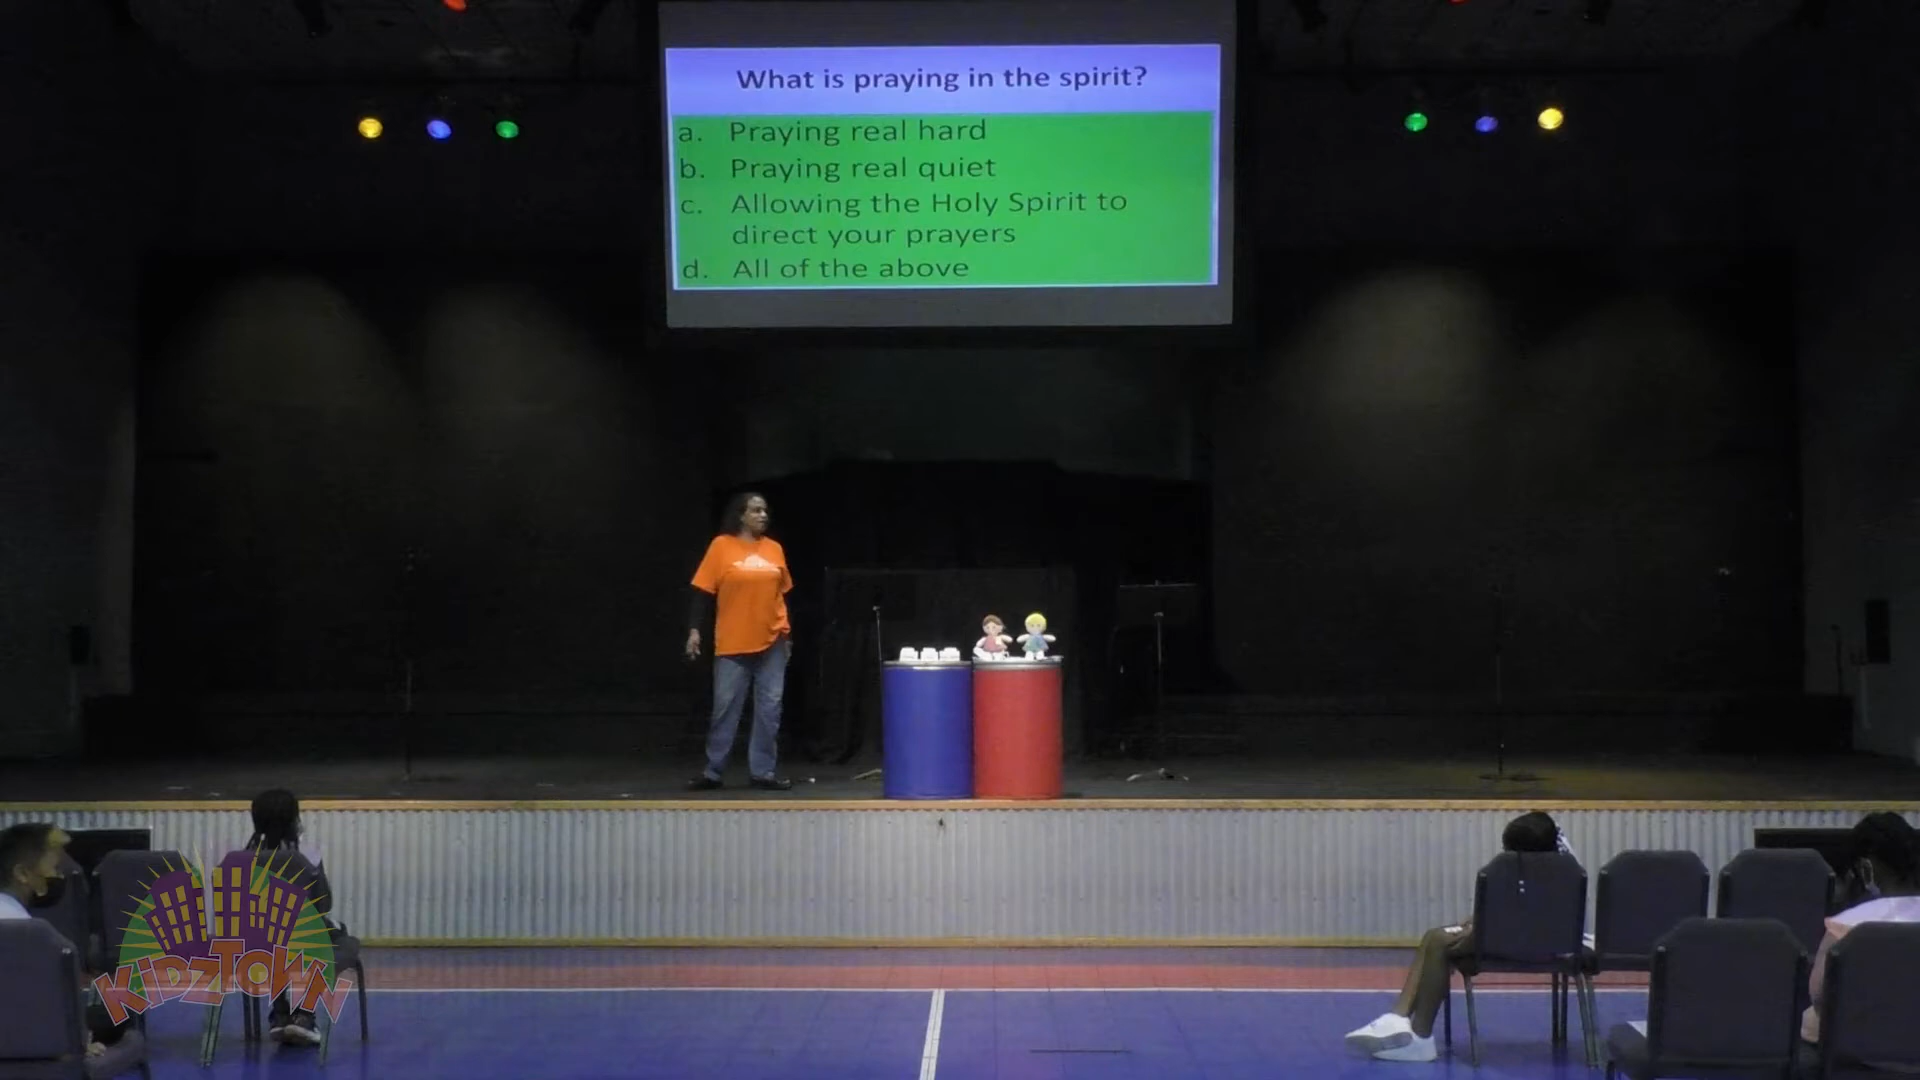 What is praying in the spirit?
a. Praying real hard
b. Praying real quiet
c. Allowing the Holy Spirit to
direct your prayers
d. All of the above
KIDZTOWN